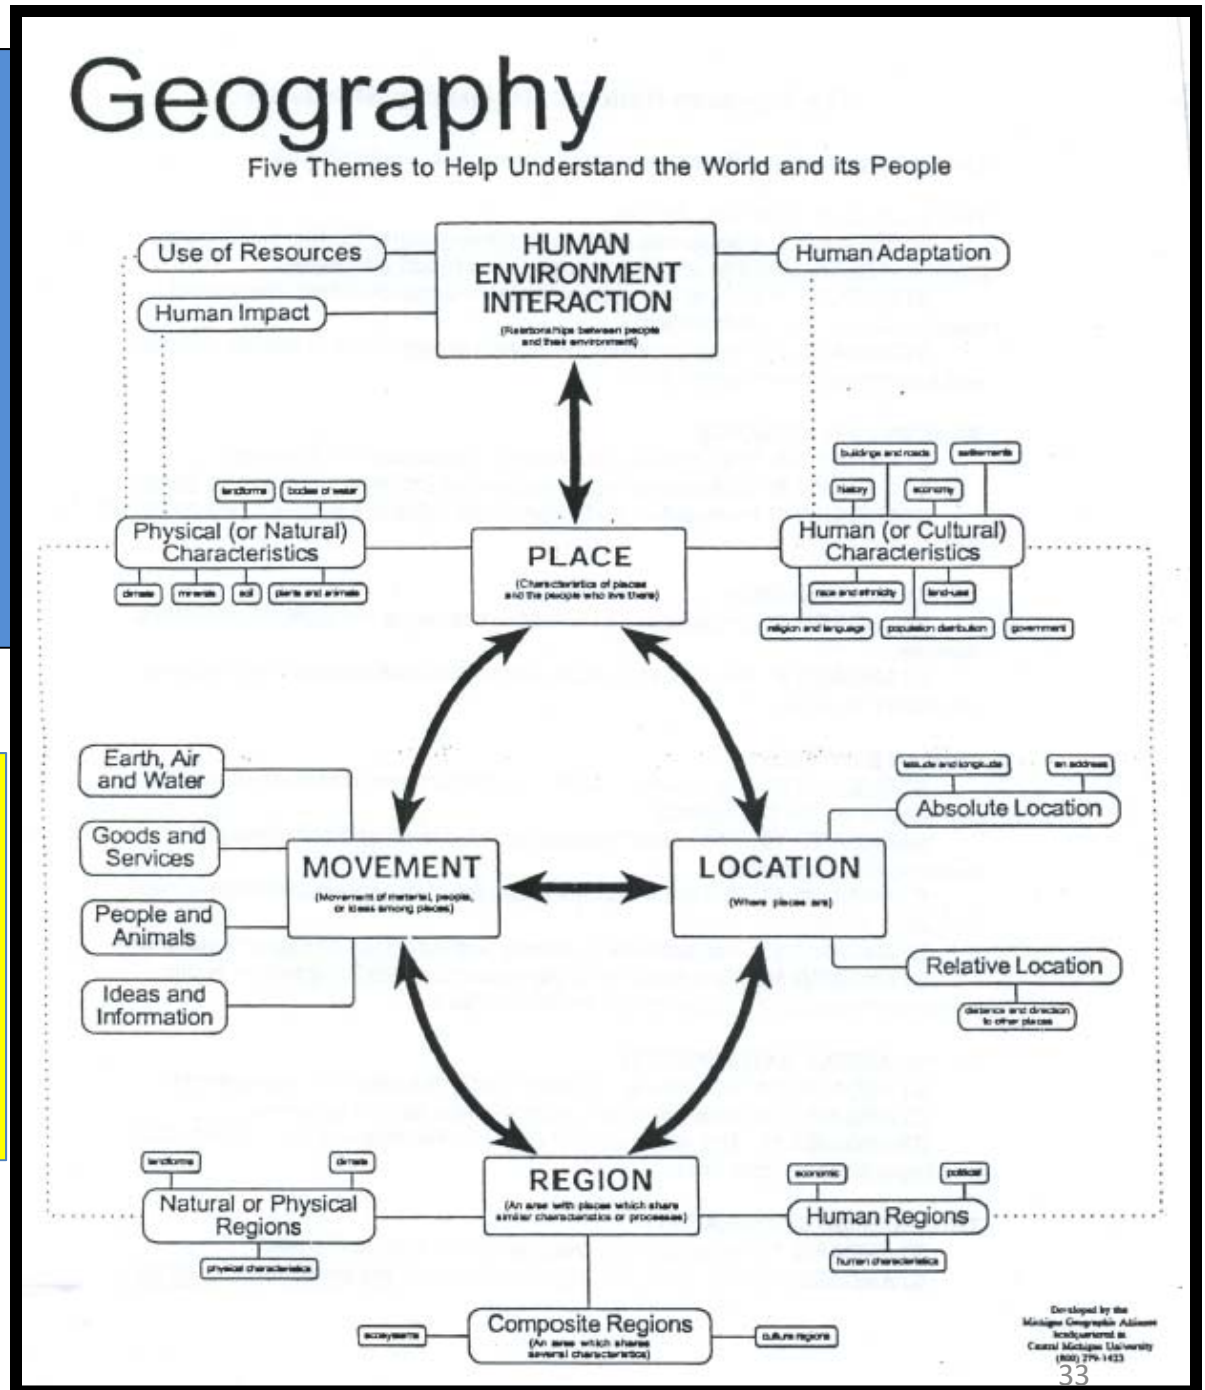 Geography
Five Themes to Help Understand the World and its People
Use of Resources
HUMAN
ENVIRONMENT
INTERACTION
(Relationships between people
and their environment)
Human Adaptation
Human Impact
buildings and roads
settlements
landforms
bodies of water
history
economy
Physical (or Natural)
Characteristics
PLACE
(Characteristics of places
and the people who live there)
Human (or Cultural)
Characteristics
climate
minerals
soil
plants and animals
race and ethnicity
land-use
religion and language
population distribution
government
Earth, Air
and Water
latitude and longitude
an address
Absolute Location
Goods and
Services
MOVEMENT
(Movement of material, people,
or ideas among places)
LOCATION
(Where places are)
People and
Animals
Relative Location
Ideas and
Information
distance and direction
to other places
landforms
climate
REGION
(An area with places which share
similar characteristics or processes)
economic
political
Natural or Physical
Regions
Human Regions
physical characteristics
human characteristics
ecosystems
Composite Regions
(An area which shares
several characteristics)
culture regions
Developed by the
Michigan Geographic Alliance
headquartered at
Central Michigan University
(800) 279-1423
33